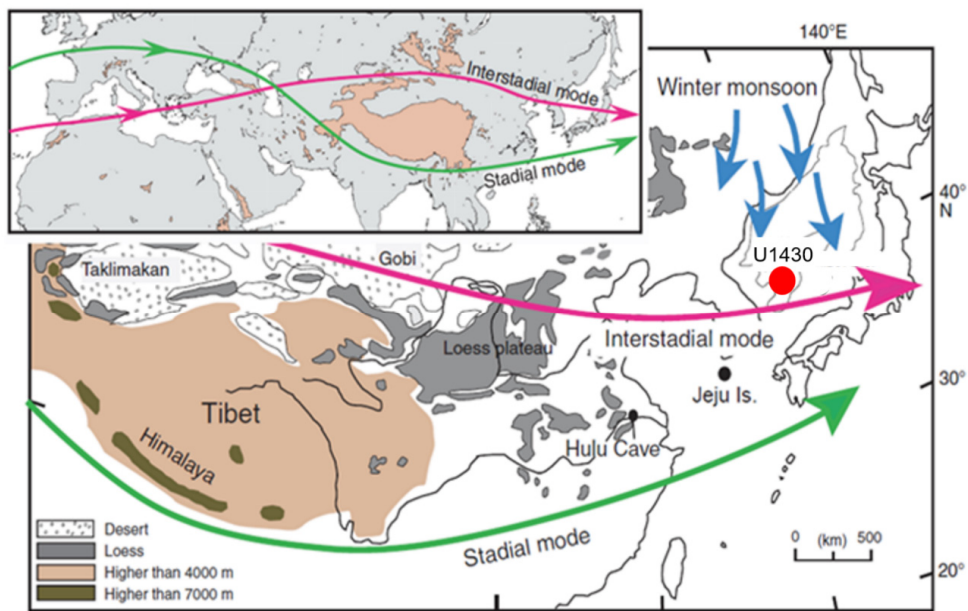 140°E
Interstadial mode
Stadial mode
Winter monsoon
40°
N
U1430
Taklimakan
Gobi
Loess plateau
Interstadial mode
Jeju Is.
30°
Tibet
Himalaya
Hulu Cave
Stadial mode
Desert
Loess
Higher than 4000 m
Higher than 7000 m
0 (km) 500
20°